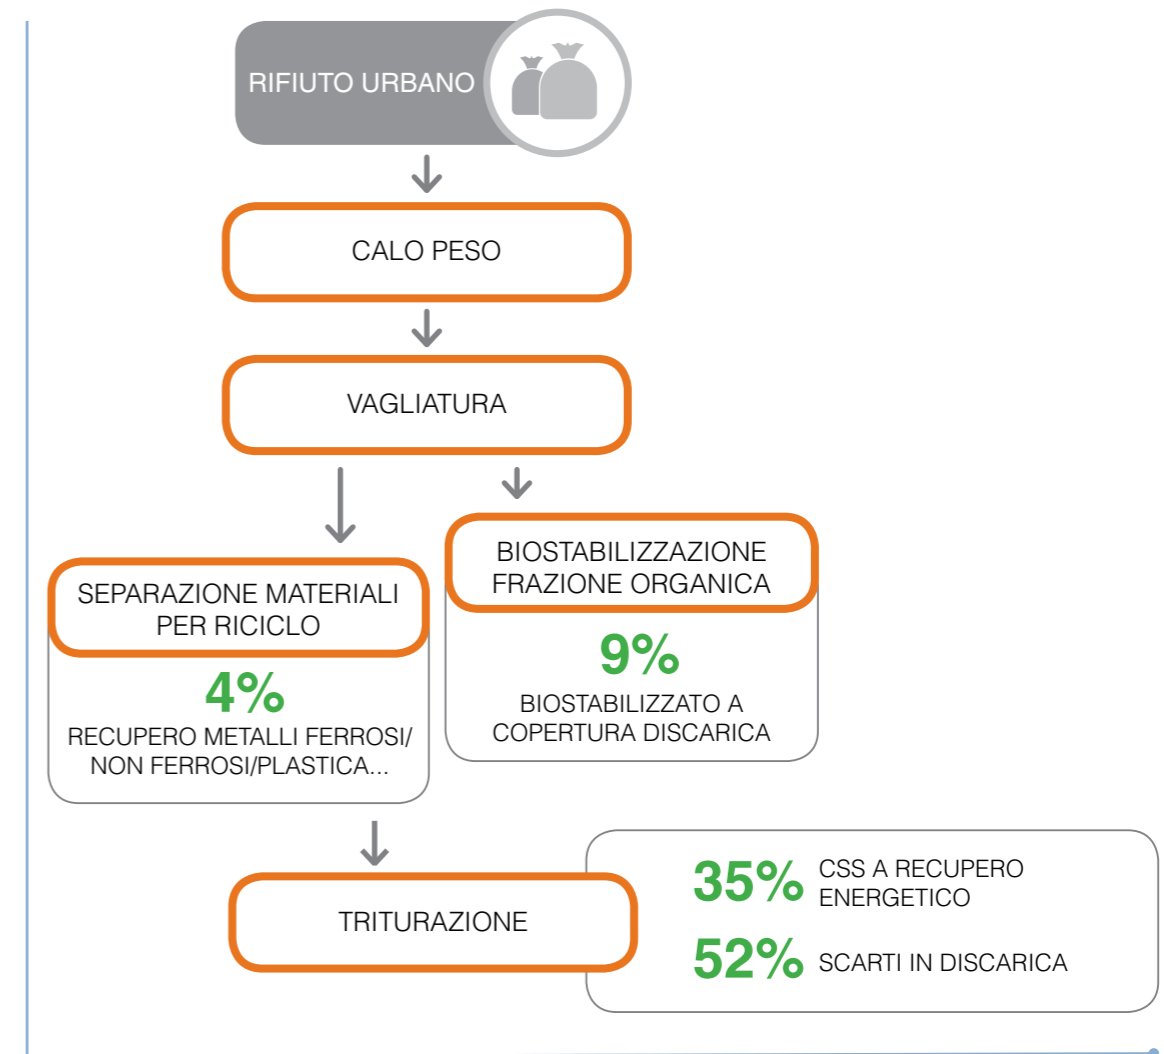 RIFIUTO URBANO
CALO PESO
VAGLIATURA
SEPARAZIONE MATERIALI
PER RICICLO
4%
RECUPERO METALLI FERROSI/
NON FERROSI/PLASTICA...
BIOSTABILIZZAZIONE
FRAZIONE ORGANICA
9%
BIOSTABILIZZATO A
COPERTURA DISCARICA
TRITURAZIONE
35% CSS A RECUPERO
ENERGETICO
52% SCARTI IN DISCARICA